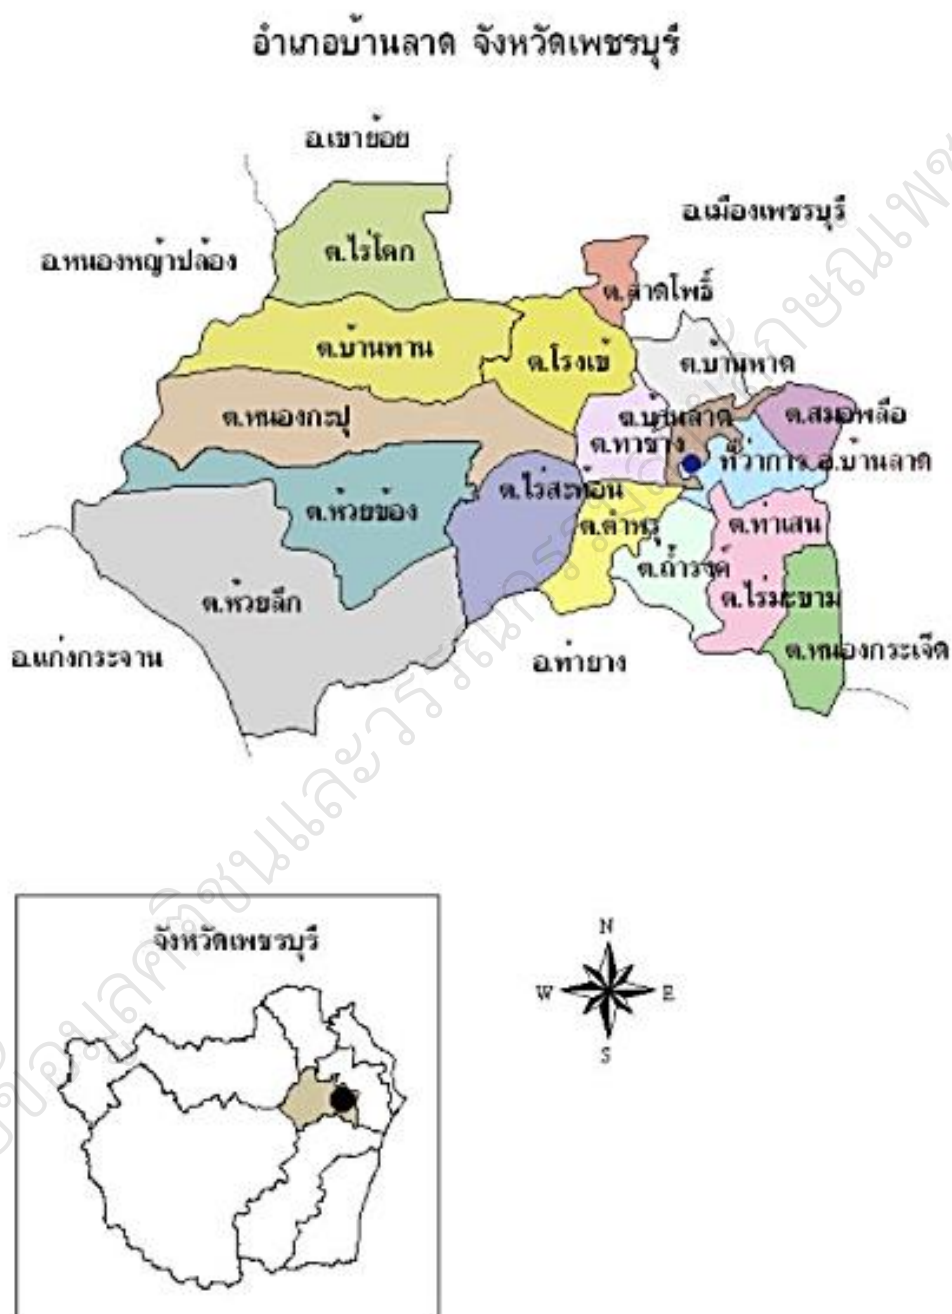 อำเภอบ้านลาด จังหวัดเพชรบุรี
อ.เขาย้อย
อ.เมืองเพชรบุรี
อ.หนองหญ้าปล้อง
ต.ไร่โคก
ต.ลาดโพธิ์
ต.บ้านทาน
ต.โรงเข้
ต.บ้านหาด
ต.หนองกะปุ
ต.บ้านลาด
ต.สมอพลือ
ต.ท่าช้าง
ที่ว่าการ อ.บ้านลาด
ต.ไร่สะท้อน
ต.ห้วยข้อง
ต.ตำหรุ
ต.ท่าเสน
ต.ถ้ำรงค์
ต.ห้วยลึก
ต.ไร่มะขาม
อ.แก่งกระจาน
อ.ท่ายาง
ต.หนองกระเจ็ด
จังหวัดเพชรบุรี
N
W
E
S